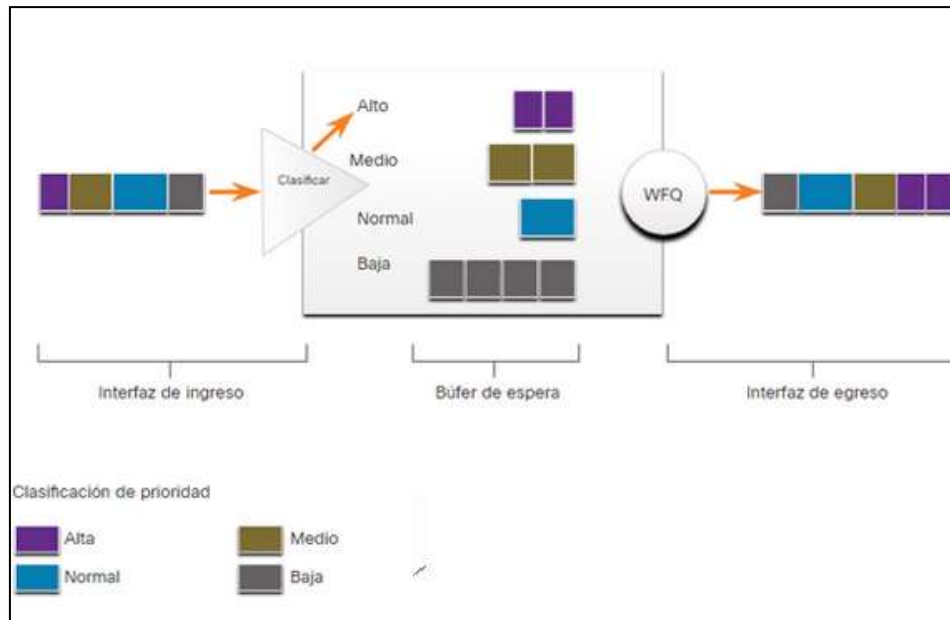 Alto
Medio
Clasificar
Normal
Baja
WFQ
Interfaz de ingreso
Búfer de espera
Interfaz de egreso
Clasificación de prioridad
Alta
Medio
Normal
Baja